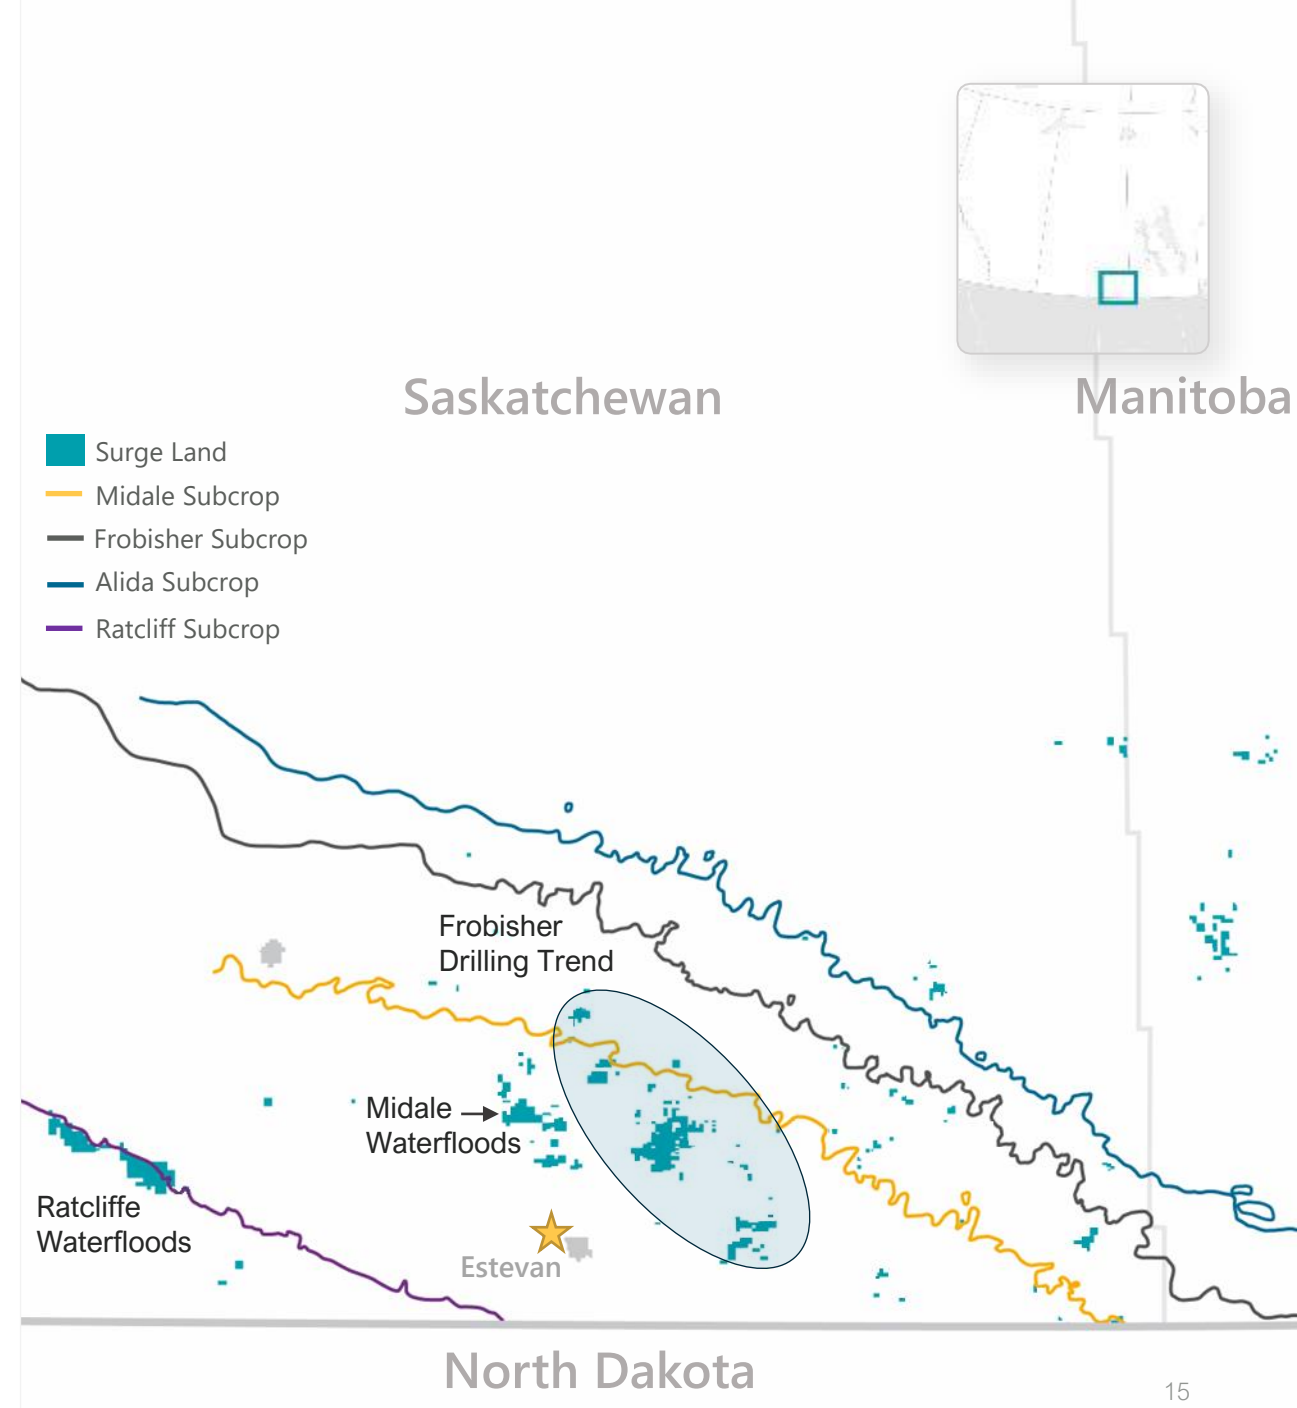 Saskatchewan
Manitoba
Surge Land
Midale Subcrop
Frobisher Subcrop
Alida Subcrop
Ratcliff Subcrop
Frobisher
Drilling Trend
Midale
Waterfloods
Ratcliffe
Waterfloods
Estevan
North Dakota
15